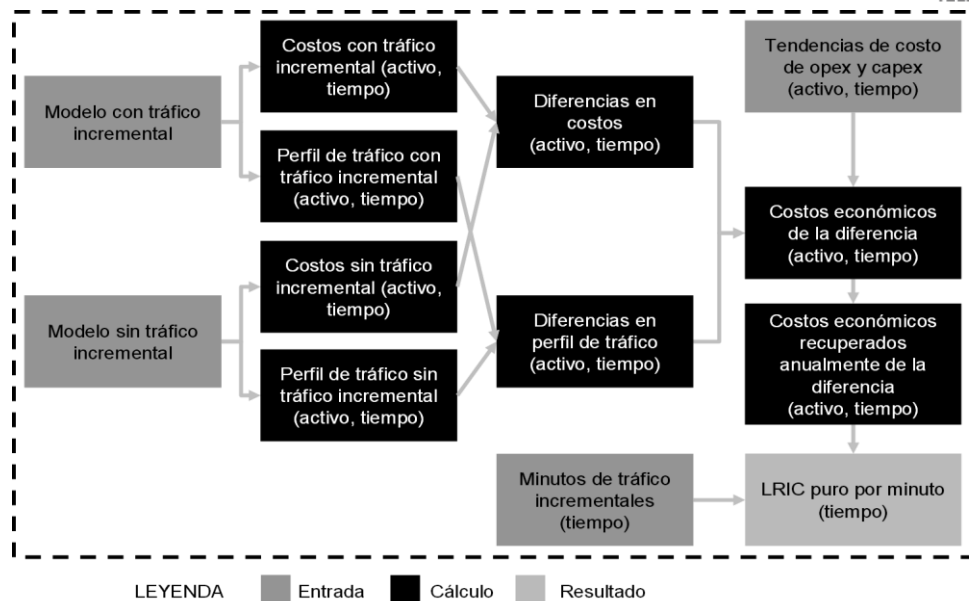 Modelo con tráfico
incremental
Costos con tráfico
incremental (activo,
tiempo)
Perfil de tráfico con
tráfico incremental
(activo, tiempo)
Modelo sin tráfico
incremental
Costos sin tráfico
incremental (activo,
tiempo)
Perfil de tráfico sin
tráfico incremental
(activo, tiempo)
Diferencias en
costos
(activo, tiempo)
Diferencias en
perfil de tráfico
(activo, tiempo)
Tendencias de costo
de opex y capex
(activo, tiempo)
Costos económicos
de la diferencia
(activo, tiempo)
Costos económicos
recuperados
anualmente de la
diferencia
(activo, tiempo)
Minutos de tráfico
incrementales
(tiempo)
LRIC puro por minuto
(tiempo)
LEYENDA Entrada Cálculo Resultado